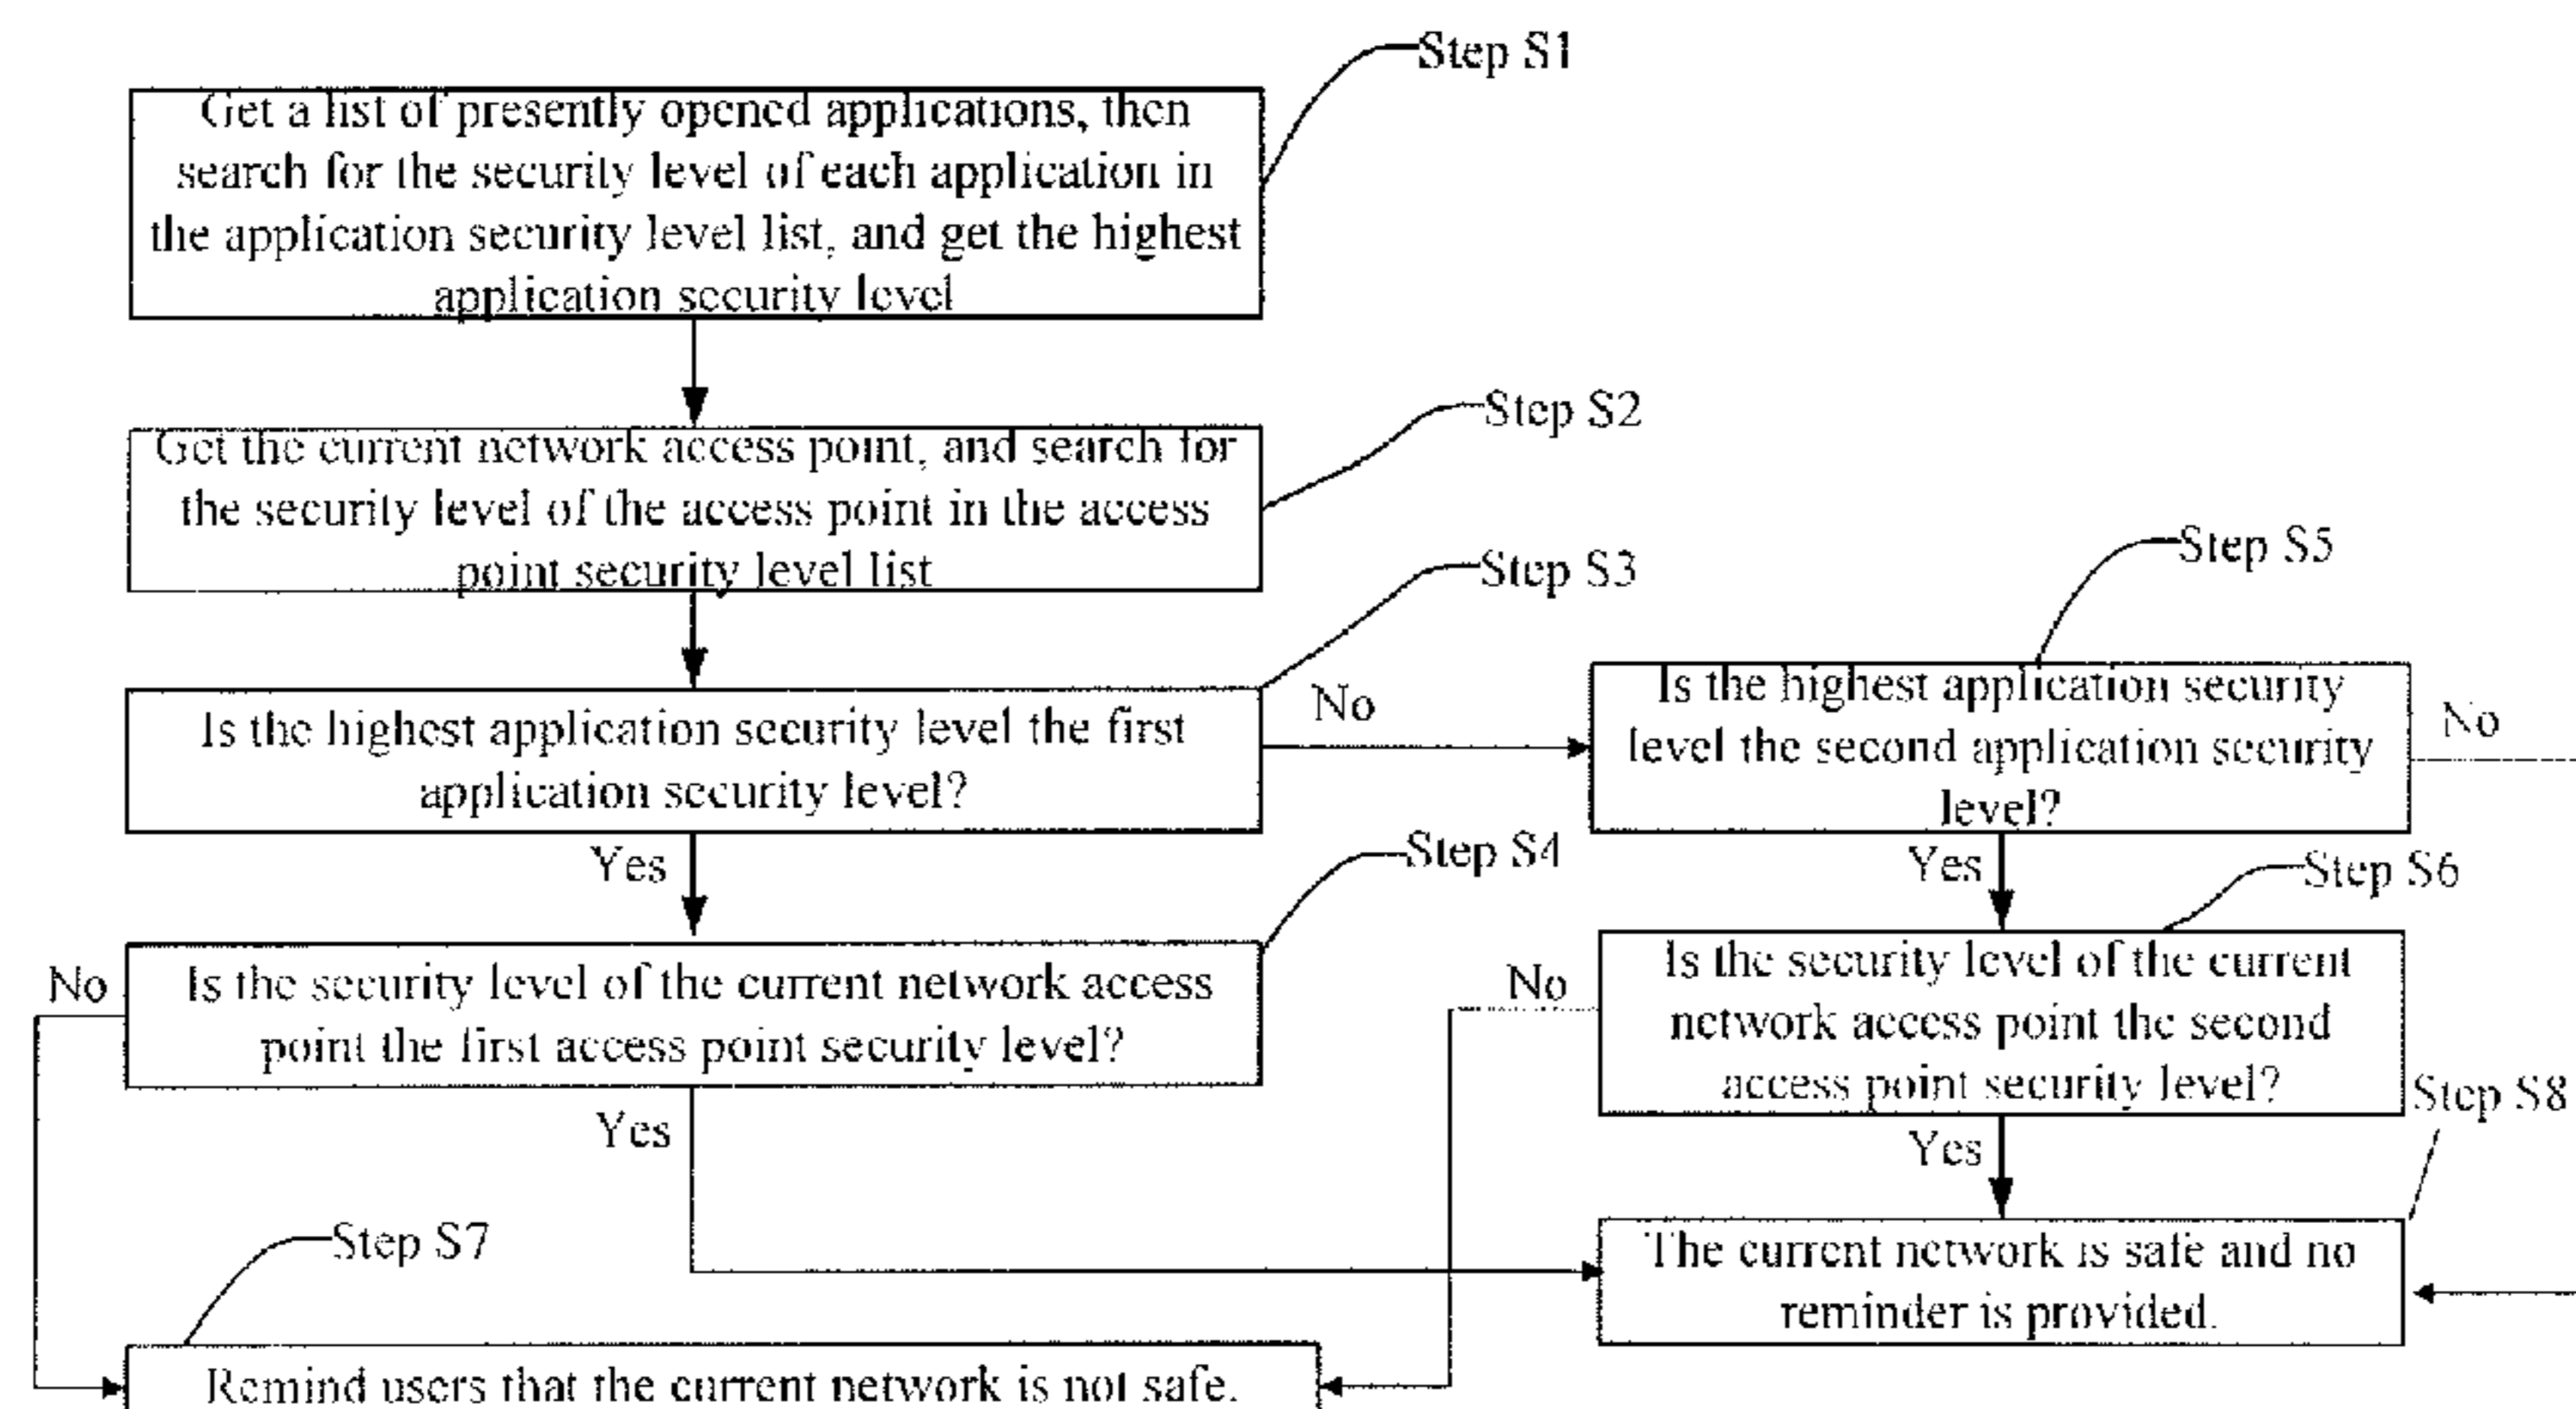 Step S1
Get a list of presently opened applications, then
search for the security level of each application in
the application security level list, and get the highest
application security level
Step S2
Get the current network access point, and search for
the security level of the access point in the access
point security level list
Step S3
Is the highest application security level the first
application security level?
No
Step S5
Is the highest application security
level the second application security
level?
No
Yes
Step S4
Yes
Step S6
No
Is the security level of the current network access
point the first access point security level?
No
Is the security level of the current
network access point the second
access point security level?
Step S8
Yes
Yes
Step S7
The current network is safe and no
reminder is provided.
Remind users that the current network is not safe.